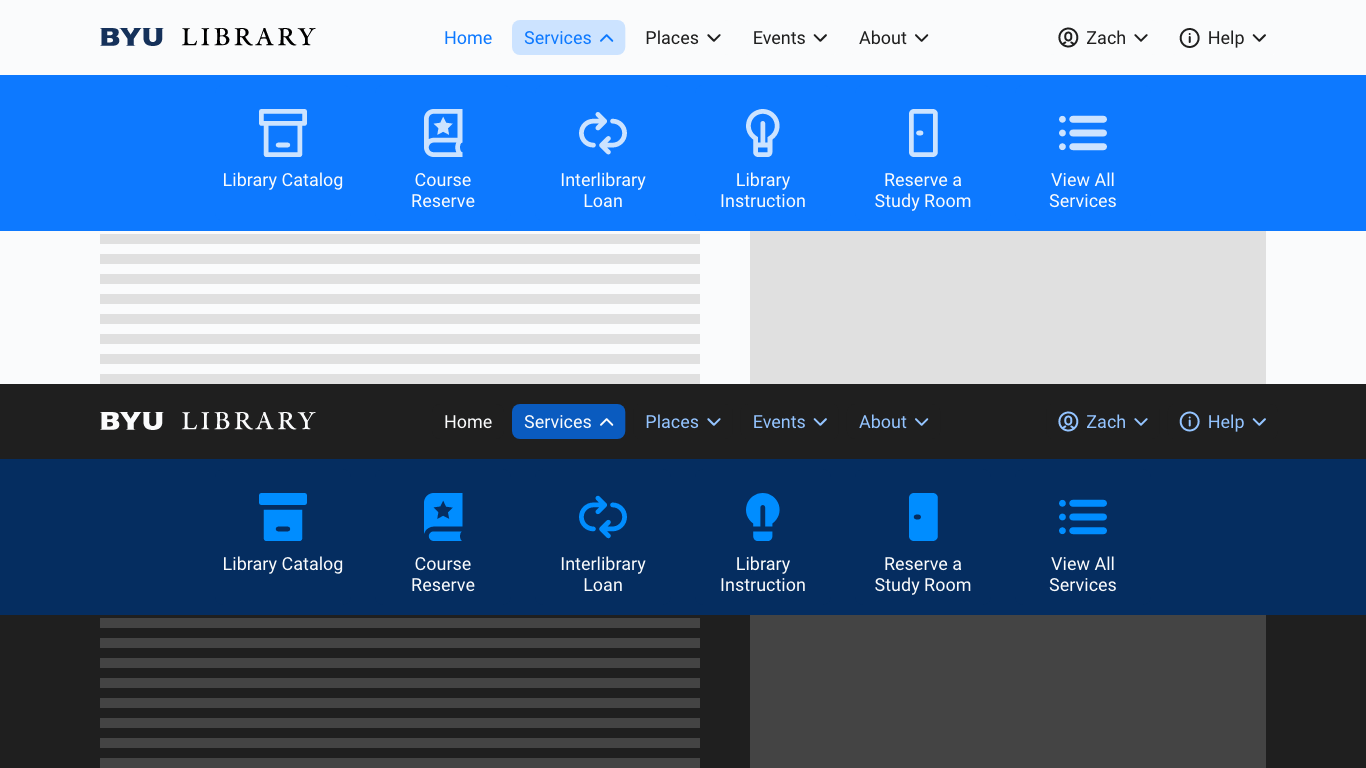 BYU LIBRARY Home Services Places Events About Zach Help
Library Catalog Course Interlibrary Library Reserve a View All
Reserve Loan Instruction Study Room Services
BYU LIBRARY Home Services Places Events About Zach Help
Library Catalog Course Interlibrary Library Reserve a View All
Reserve Loan Instruction Study Room Services